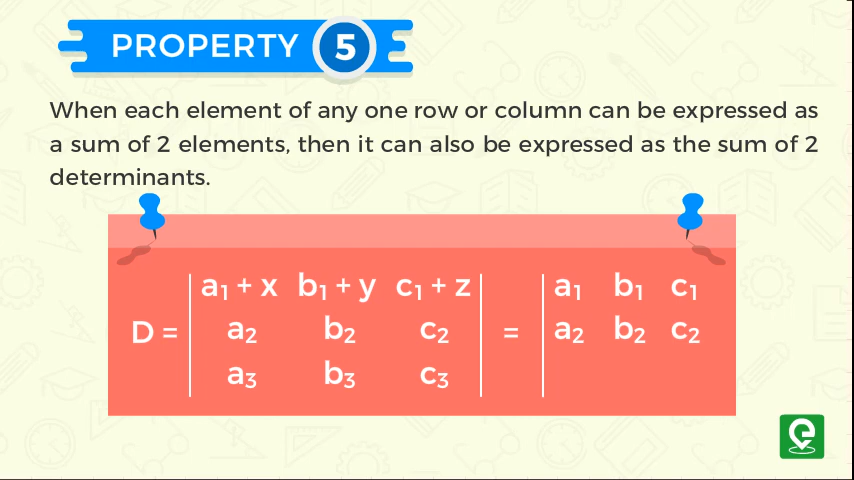 PROPERTY 5
When each element of any one row or column can be expressed as
a sum of 2 elements, then it can also be expressed as the sum of 2
determinants.
a₁ + x b₁ + y c₁ + z a₁ b₁ c₁
D = a₂ b₂ c₂ = a₂ b₂ c₂
a₃ b₃ c₃